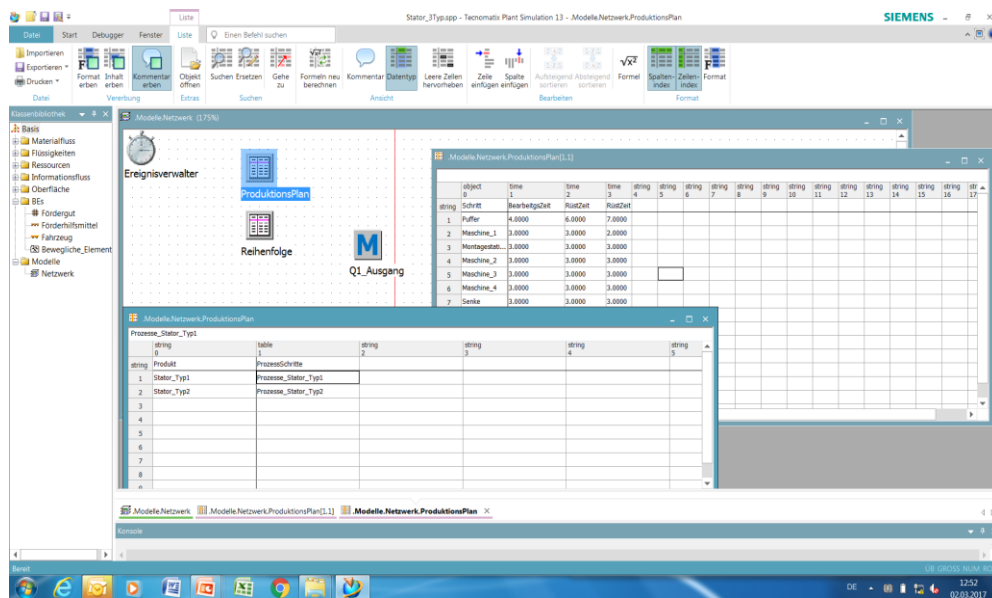 Liste
Stator_3Typ.spp - Tecnomatix Plant Simulation 13 - .Modelle.Netzwerk.ProduktionsPlan
SIEMENS
Datei Start Debugger Fenster Liste Einen Befehl suchen
Importieren
Exportieren
Drucken
Format erben
Inhalt erben
Kommentar erben
Objekt öffnen
Suchen Ersetzen
Gehe zu
Formeln neu berechnen
Kommentar Datentyp
Leere Zellen hervorheben
Zeile einfügen
Spalte einfügen
Aufsteigend sortieren
Absteigend sortieren
Formel
Spalten-index
Zeilen-index
Format
Datei Vererbung Extras Suchen Ansicht Bearbeiten Format
Klassenbibliothek
Basis
Materialfluss
Flüssigkeiten
Ressourcen
Informationsfluss
Oberfläche
BEs
Fördergut
Förderhilfsmittel
Fahrzeug
Bewegliche_Element
Modelle
Netzwerk
.Modelle.Netzwerk (175%)
Ereignisverwalter
ProduktionsPlan
Reihenfolge
M
Q1_Ausgang
.Modelle.Netzwerk.ProduktionsPlan[1,1]
object time time time string string string string string string string string string string string string string string
0 1 2 3 4 5 6 7 8 9 10 11 12 13 14 15 16 17
string Schritt BearbeitgsZeit RüstZeit RüstZeit
1 Puffer 4.0000 6.0000 7.0000
2 Maschine_1 3.0000 3.0000 2.0000
3 Montagestati... 3.0000 3.0000 3.0000
4 Maschine_2 3.0000 3.0000 3.0000
5 Maschine_3 3.0000 3.0000 3.0000
6 Maschine_4 3.0000 3.0000 3.0000
7 Senke 3.0000 3.0000 3.0000
.Modelle.Netzwerk.ProduktionsPlan
Prozesse_Stator_Typ1
string table string string string string
0 1 2 3 4 5
string Produkt ProzessSchritte
1 Stator_Typ1 Prozesse_Stator_Typ1
2 Stator_Typ2 Prozesse_Stator_Typ2
3
4
5
6
7
8
.Modelle.Netzwerk .Modelle.Netzwerk.ProduktionsPlan[1,1] .Modelle.Netzwerk.ProduktionsPlan
Konsole
Bereit
ÜB GROSS NUM RO
DE
12:52
02.03.2017